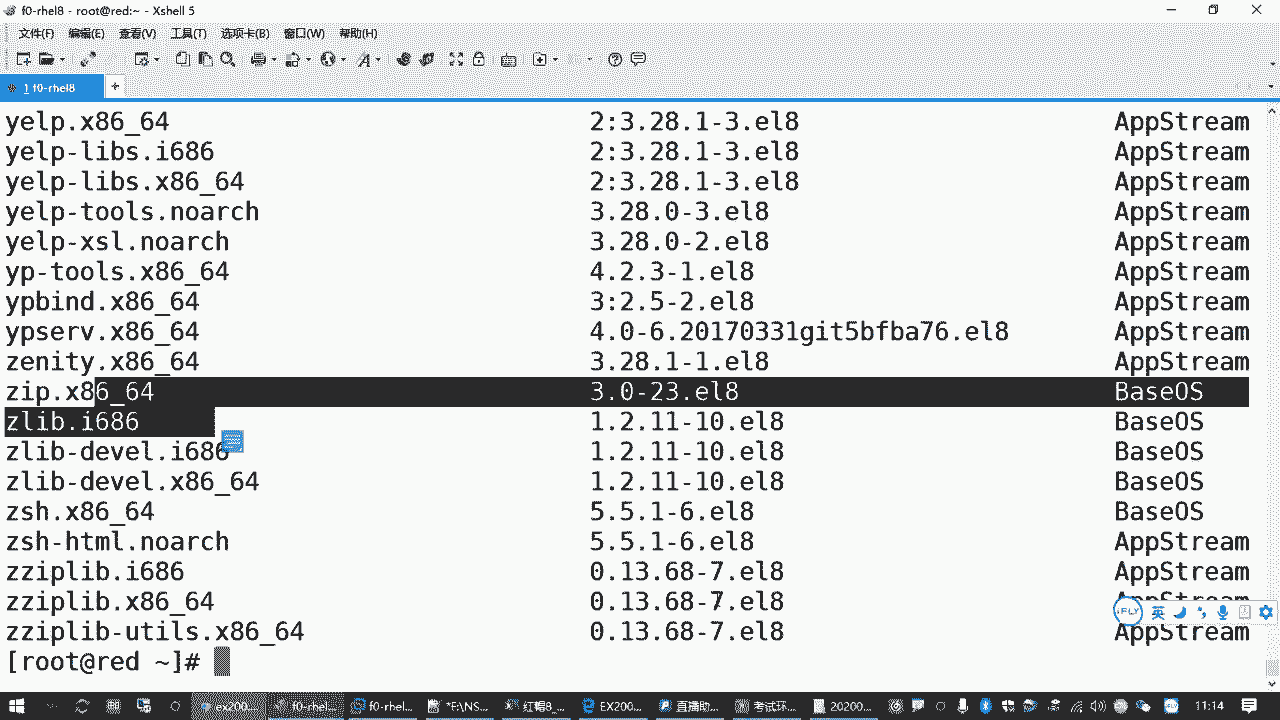 f0-rhel8 - root@red:~ - Xshell 5
文件(F) 编辑(E) 查看(V) 工具(T) 选项卡(B) 窗口(W) 帮助(H)
1 f0-rhel8
yelp.x86_64 2:3.28.1-3.el8 AppStream
yelp-libs.i686 2:3.28.1-3.el8 AppStream
yelp-libs.x86_64 2:3.28.1-3.el8 AppStream
yelp-tools.noarch 3.28.0-3.el8 AppStream
yelp-xsl.noarch 3.28.0-2.el8 AppStream
yp-tools.x86_64 4.2.3-1.el8 AppStream
ypbind.x86_64 3:2.5-2.el8 AppStream
ypserv.x86_64 4.0-6.20170331git5bfba76.el8 AppStream
zenity.x86_64 3.28.1-1.el8 AppStream
zip.x86_64 3.0-23.el8 BaseOS
zlib.i686 1.2.11-10.el8 BaseOS
zlib-devel.i686 1.2.11-10.el8 BaseOS
zlib-devel.x86_64 1.2.11-10.el8 BaseOS
zsh.x86_64 5.5.1-6.el8 BaseOS
zsh-html.noarch 5.5.1-6.el8 AppStream
zziplib.i686 0.13.68-7.el8 AppStream
zziplib.x86_64 0.13.68-7.el8 AppStream
zziplib-utils.x86_64 0.13.68-7.el8 AppStream
[root@red ~]#
iFLY 英
ex200... f0-rhel... f0-rhel... "E\NS... 红帽8_... EX200... 直播助... 考试环... 20200... 11:14